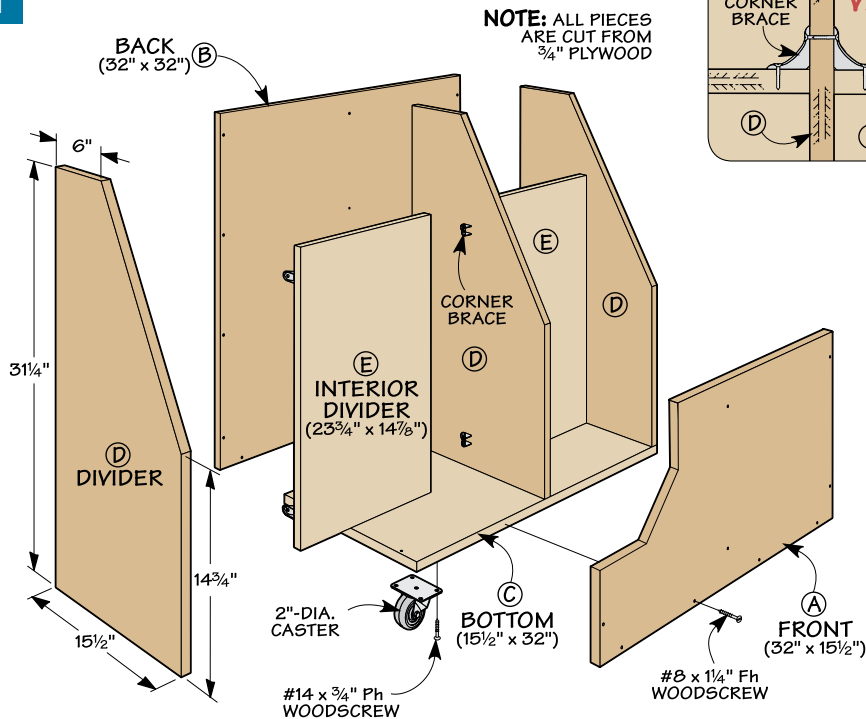 NOTE: ALL PIECES
ARE CUT FROM
¾" PLYWOOD
CORNER
BRACE
D
BACK
(32" x 32")
B
6"
31¼"
D
DIVIDER
15½"
14¾"
E
INTERIOR
DIVIDER
(23¾" x 14⅞")
CORNER
BRACE
D
E
D
2"-DIA.
CASTER
C
BOTTOM
(15½" x 32")
#14 x ¾" Ph
WOODSCREW
A
FRONT
(32" x 15½")
#8 x 1¼" Fh
WOODSCREW